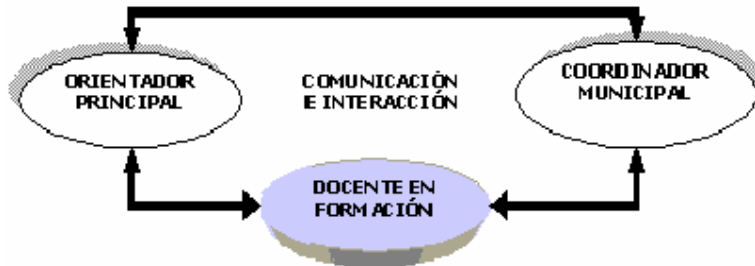 ORIENTADOR
PRINCIPAL
COMUNICACIÓN
E INTERACCIÓN
COORDINADOR
MUNICIPAL
DOCENTE EN
FORMACIÓN